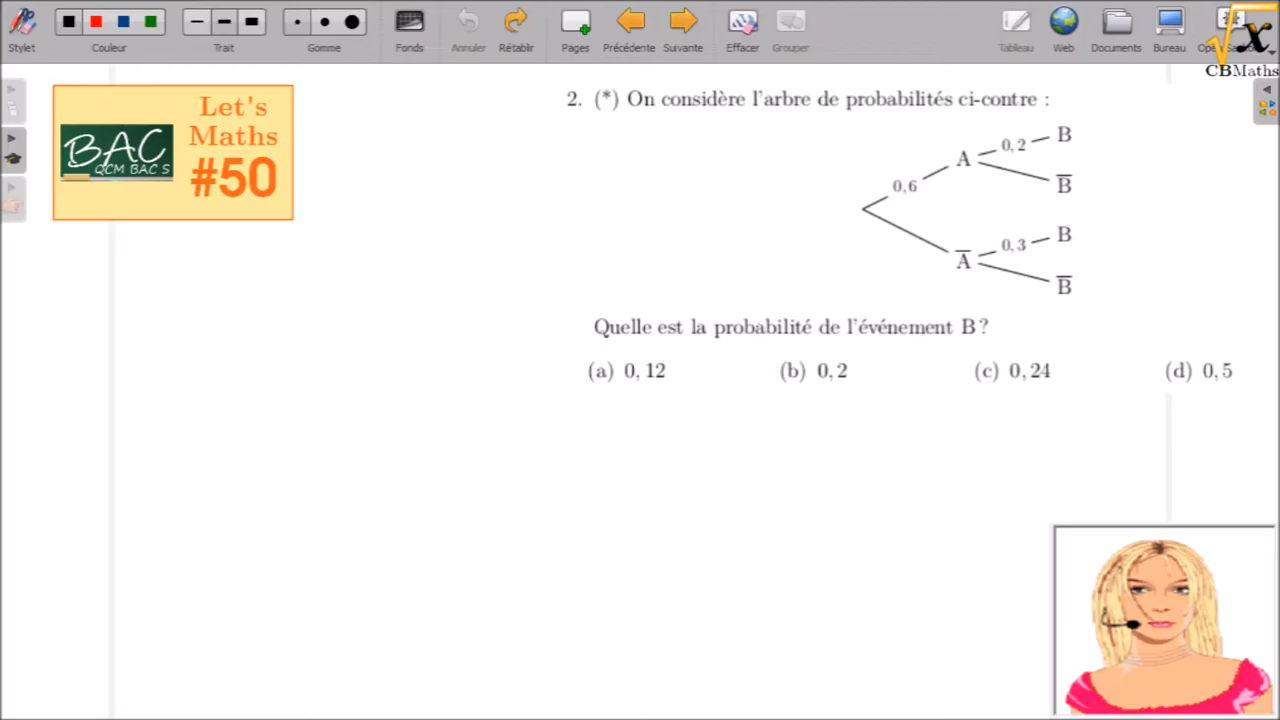 Stylet Couleur Trait Gomme Fonds Annuler Rétablir Pages Précédente Suivante Effacer Grouper Tableau Web Documents Bureau
x
CBMaths
Let's
Maths
#50
BAC
QCM BAC S
2. (*) On considère l'arbre de probabilités ci-contre :
B
0, 2
A
0,6
B̅
B
0, 3
A̅
B̅
Quelle est la probabilité de l'événement B ?
(a) 0, 12 (b) 0, 2 (c) 0, 24 (d) 0, 5